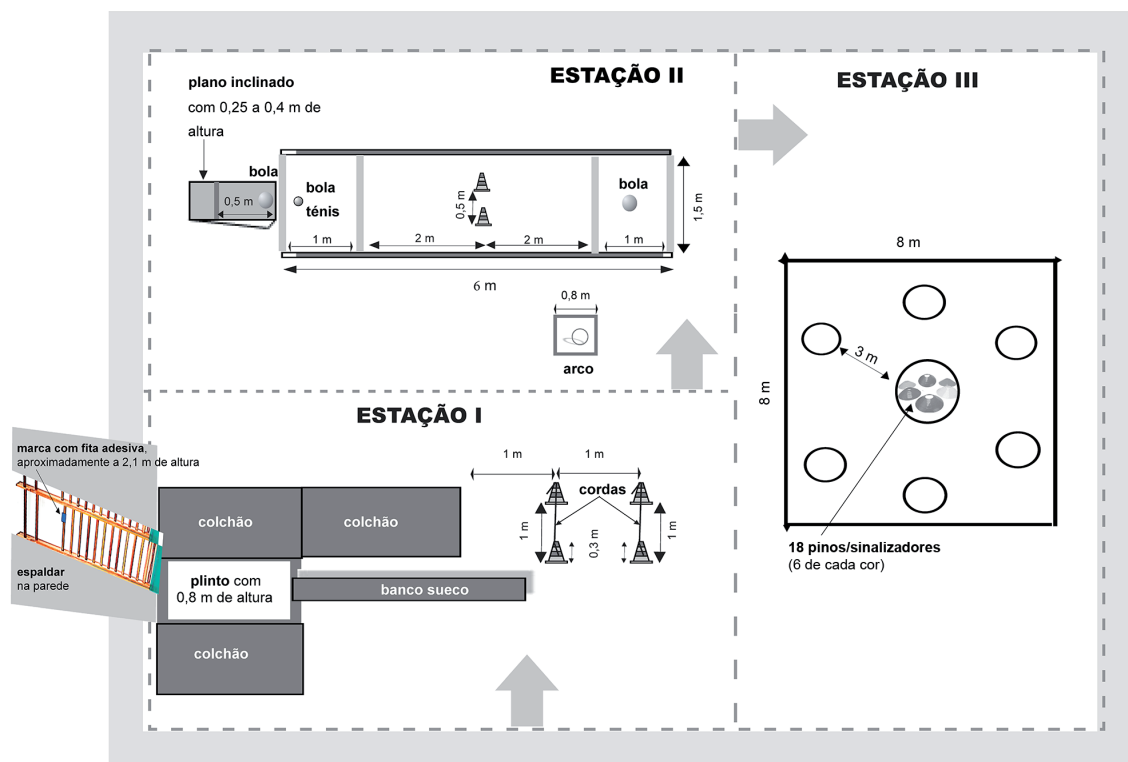 ESTAÇÃO II
plano inclinado
com 0,25 a 0,4 m de
altura
bola
0,5 m
bola
ténis
0,5 m
bola
1,5 m
1 m
2 m
2 m
1 m
6 m
0,8 m
arco
ESTAÇÃO III
8 m
3 m
8 m
18 pinos/sinalizadores
(6 de cada cor)
ESTAÇÃO I
marca com fita adesiva,
aproximadamente a 2,1 m de altura
1 m
1 m
colchão
colchão
cordas
1 m
0,3 m
1 m
espaldar
na parede
plinto com
0,8 m de altura
banco sueco
colchão